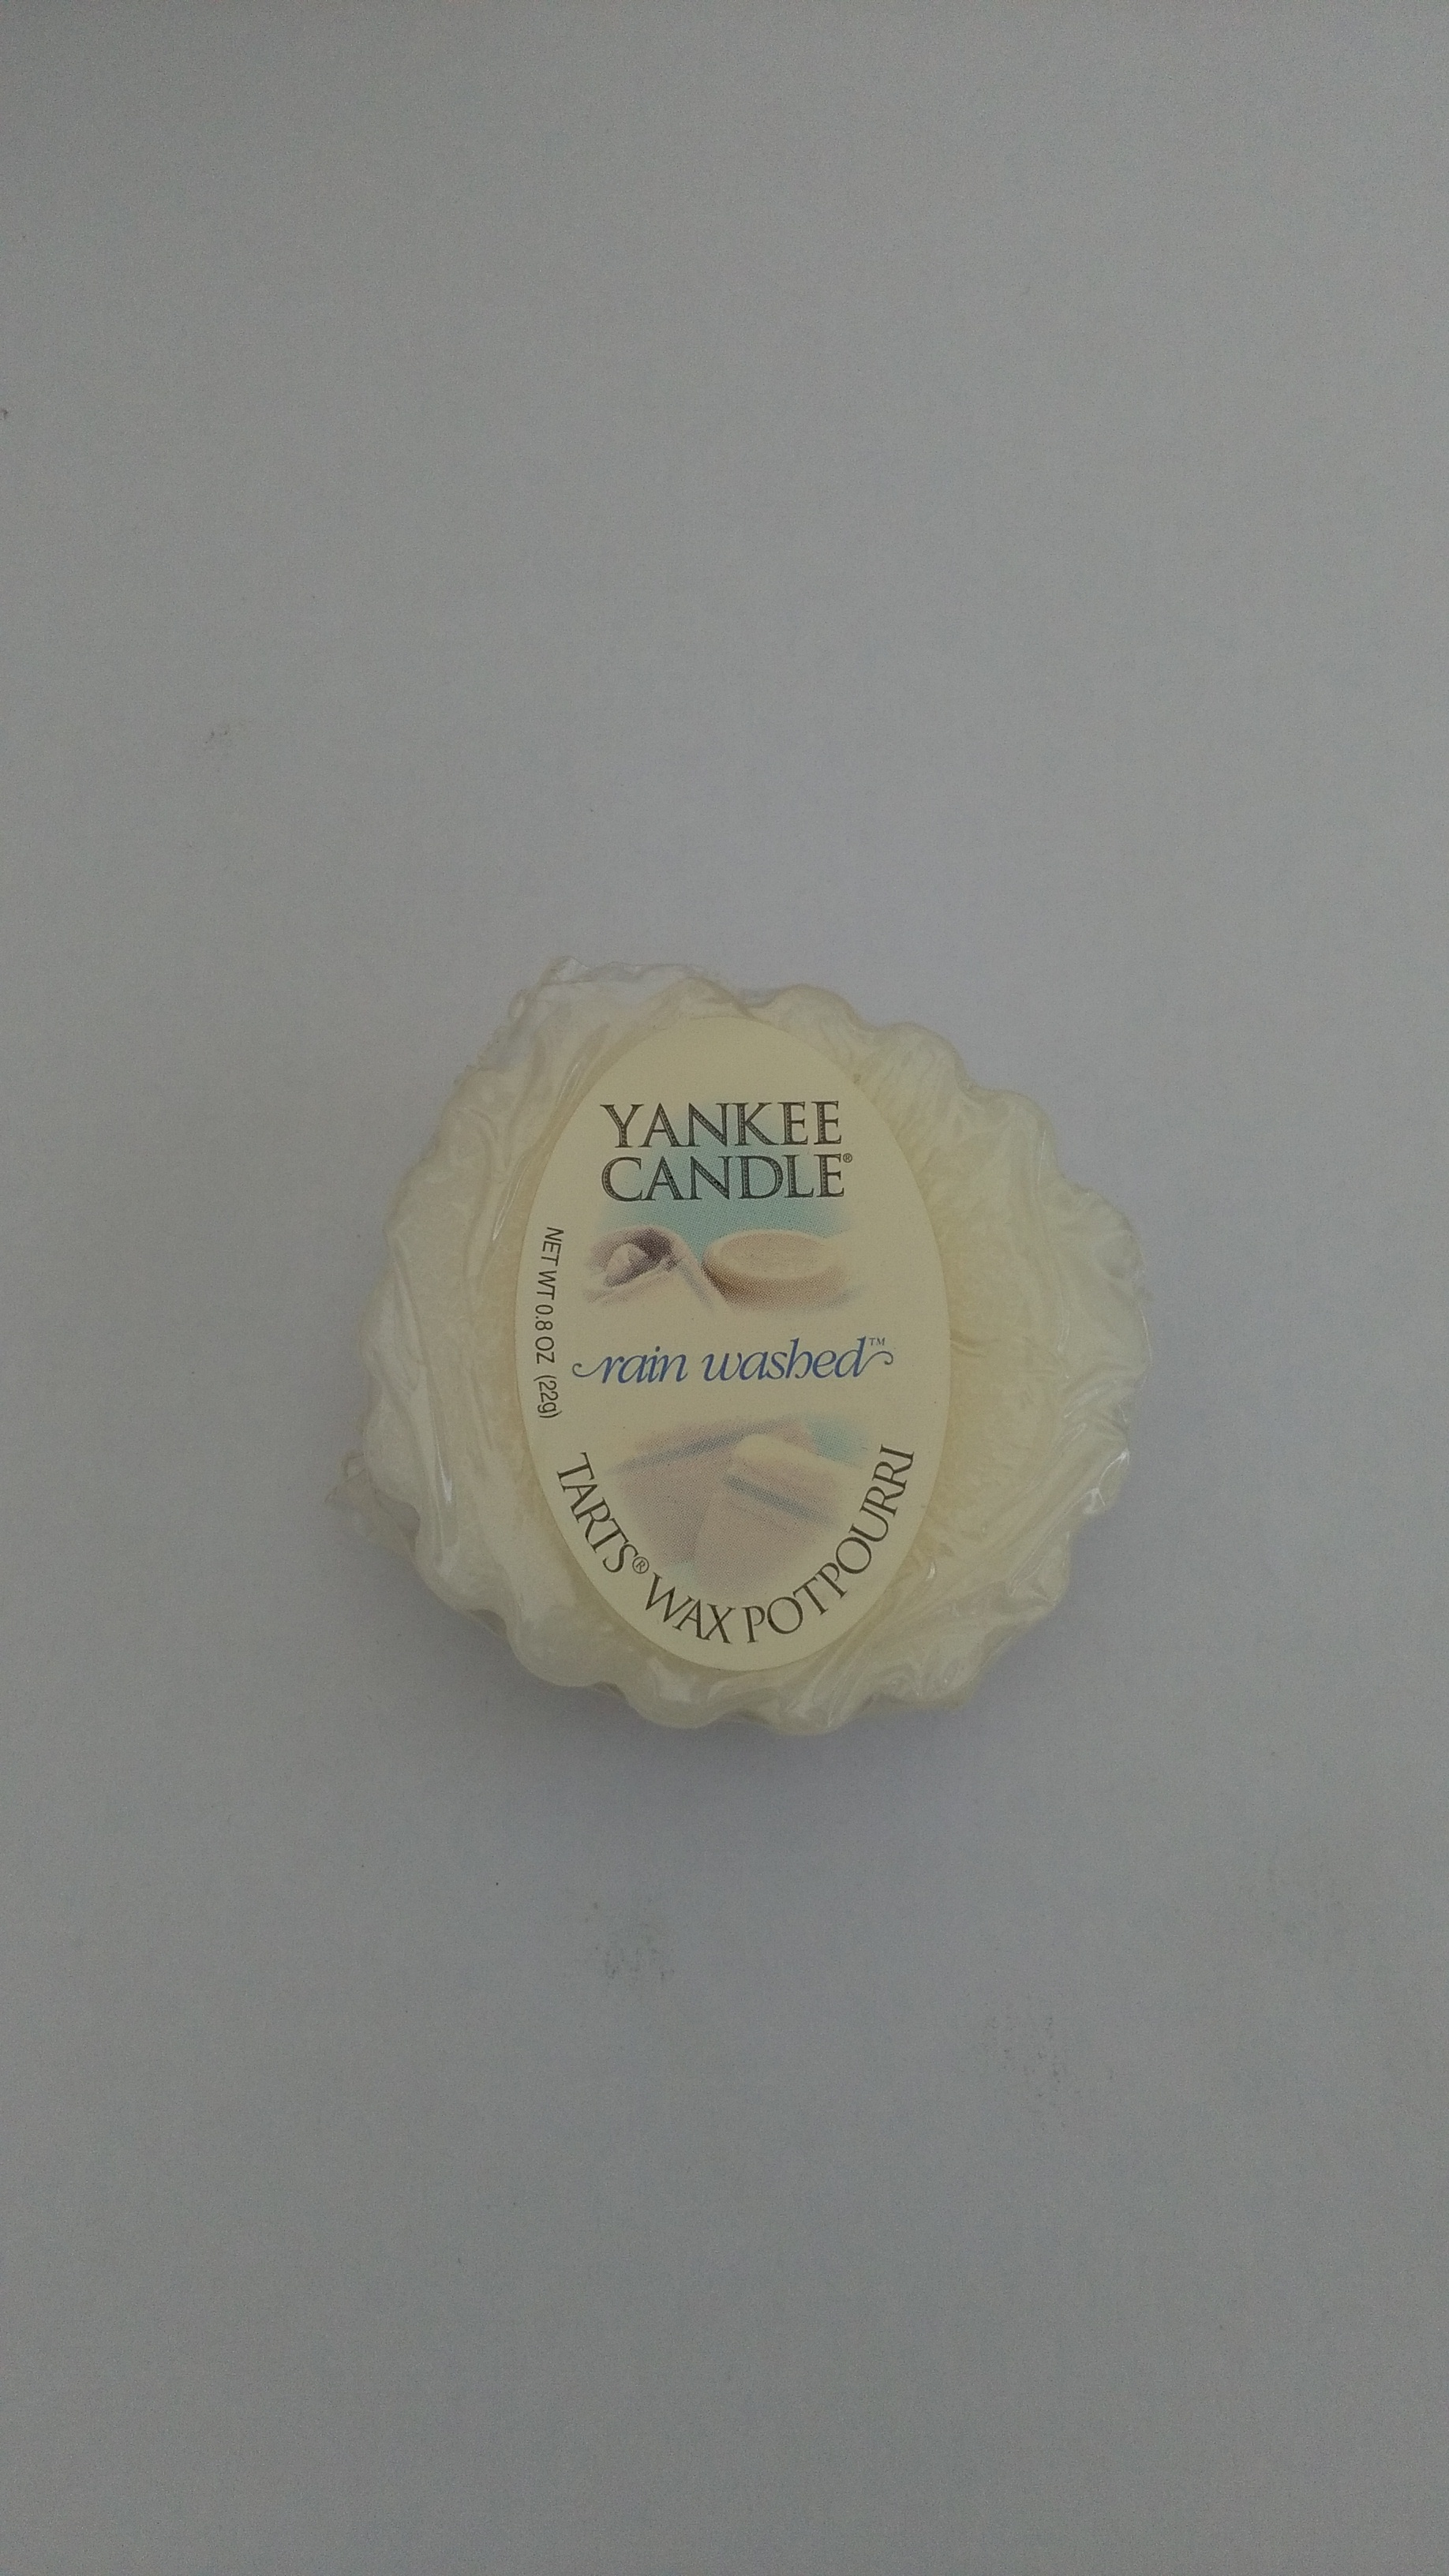 YANKEE
CANDLE®
NET WT 0.8 OZ (22g)
rain washed™
TARTS® WAX POTPOURRI